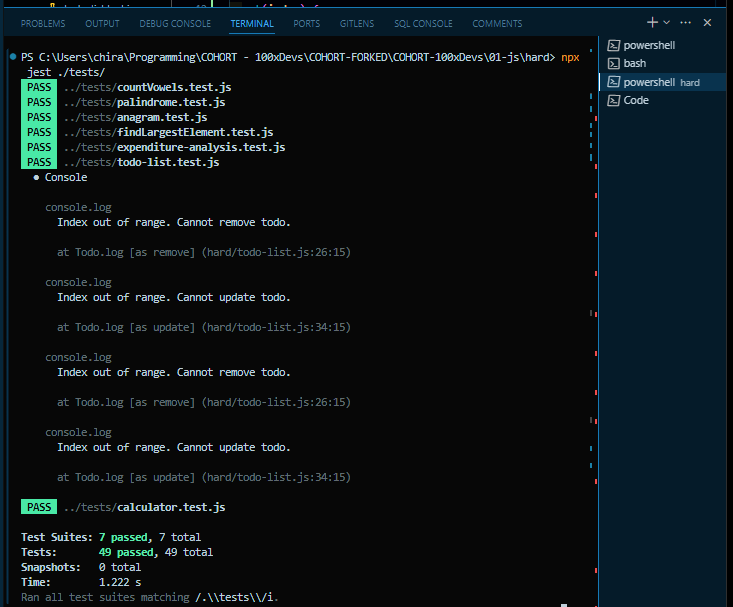 PROBLEMS OUTPUT DEBUG CONSOLE TERMINAL PORTS GITLENS SQL CONSOLE COMMENTS
powershell
bash
powershell hard
Code
PS C:\Users\chira\Programming\COHORT - 100xDevs\COHORT-FORKED\COHORT-100xDevs\01-js\hard> npx
jest ./tests/
PASS ../tests/countVowels.test.js
PASS ../tests/palindrome.test.js
PASS ../tests/anagram.test.js
PASS ../tests/findLargestElement.test.js
PASS ../tests/expenditure-analysis.test.js
PASS ../tests/todo-list.test.js
● Console
console.log
Index out of range. Cannot remove todo.
at Todo.log [as remove] (hard/todo-list.js:26:15)
console.log
Index out of range. Cannot update todo.
at Todo.log [as update] (hard/todo-list.js:34:15)
console.log
Index out of range. Cannot remove todo.
at Todo.log [as remove] (hard/todo-list.js:26:15)
console.log
Index out of range. Cannot update todo.
at Todo.log [as update] (hard/todo-list.js:34:15)
PASS ../tests/calculator.test.js
Test Suites: 7 passed, 7 total
Tests: 49 passed, 49 total
Snapshots: 0 total
Time: 1.222 s
Ran all test suites matching /.\\tests\\/i.